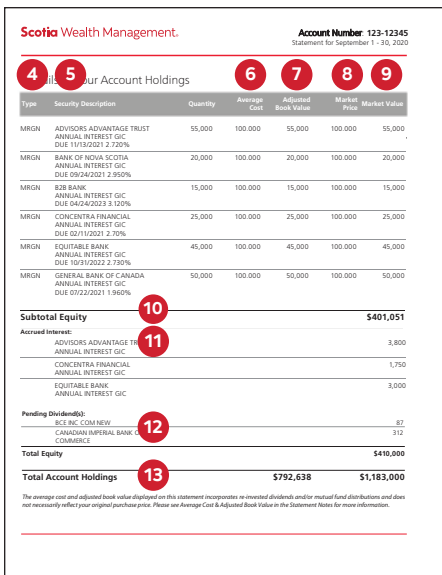 Scotia Wealth Management.
Account Number: 123-12345
Statement for September 1 - 30, 2020
4 5 6 7 8 9
ils our Account Holdings
Type Security Description Quantity Average Cost Adjusted Book Value Market Price Market Value
MRGN ADVISORS ADVANTAGE TRUST 55,000 100.000 55,000 100.000 55,000
ANNUAL INTEREST GIC
DUE 11/13/2021 2.720%
MRGN BANK OF NOVA SCOTIA 20,000 100.000 20,000 100.000 20,000
ANNUAL INTEREST GIC
DUE 09/24/2021 2.950%
MRGN B2B BANK 15,000 100.000 15,000 100.000 15,000
ANNUAL INTEREST GIC
DUE 04/24/2023 3.120%
MRGN CONCENTRA FINANCIAL 25,000 100.000 25,000 100.000 25,000
ANNUAL INTEREST GIC
DUE 02/11/2021 2.70%
MRGN EQUITABLE BANK 45,000 100.000 45,000 100.000 45,000
ANNUAL INTEREST GIC
DUE 10/31/2022 2.730%
MRGN GENERAL BANK OF CANADA 50,000 100.000 50,000 100.000 50,000
ANNUAL INTEREST GIC
DUE 07/22/2021 1.960%
10
Subtotal Equity $401,051
Accrued Interest:
11
ADVISORS ADVANTAGE TR 3,800
ANNUAL INTEREST GIC
CONCENTRA FINANCIAL 1,750
ANNUAL INTEREST GIC
EQUITABLE BANK 3,000
ANNUAL INTEREST GIC
Pending Dividend(s):
12
BCE INC COM NEW 87
CANADIAN IMPERIAL BANK 312
COMMERCE
Total Equity $410,000
13
Total Account Holdings $792,638 $1,183,000
The average cost and adjusted book value displayed on this statement incorporates re-invested dividends and/or mutual fund distributions and does
not necessarily reflect your original purchase price. Please see Average Cost & Adjusted Book Value in the Statement Notes for more information.